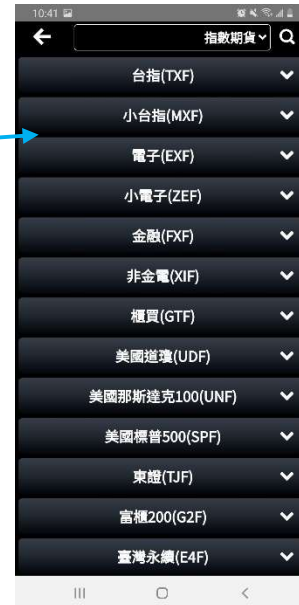 10:41
指數期貨
台指(TXF)
小台指(MXF)
電子(EXF)
小電子(ZEF)
金融(FXF)
非金電(XIF)
櫃買(GTF)
美國道瓊(UDF)
美國那斯達克100(UNF)
美國標普500(SPF)
東證(TJF)
富櫃200(G2F)
臺灣永續(E4F)